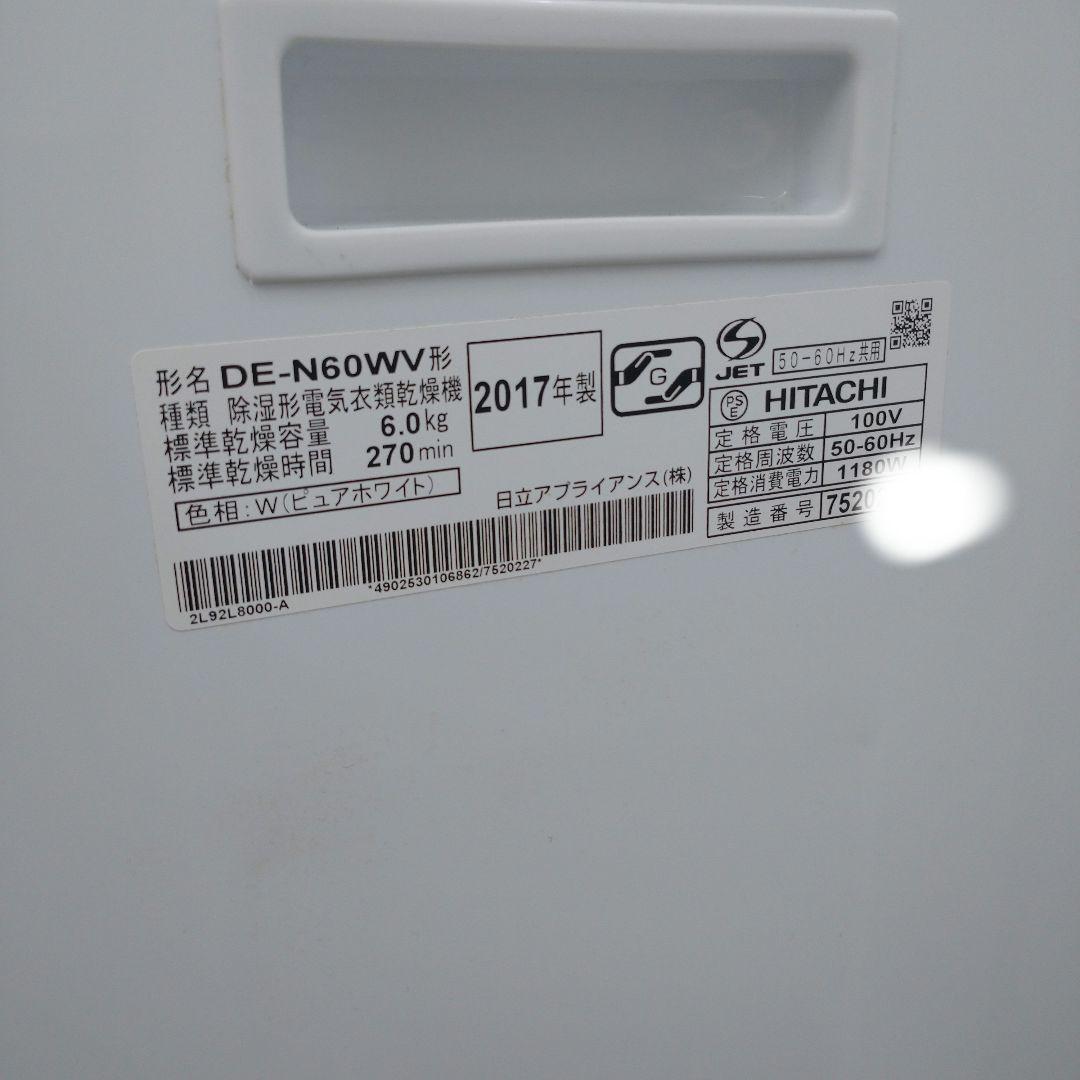 形名 DE-N60WV形
種類 除湿形電気衣類乾燥機
標準乾燥容量 6.0kg
標準乾燥時間 270min
色相:W(ピュアホワイト)
2017年製
G
日立アプライアンス(株)
JET
50-60Hz共用
PS
E
HITACHI
定格電圧 100V
定格周波数 50-60Hz
定格消費電力 1180W
製造番号 7520
*4902530106862/7520227*
2L92L8000-A